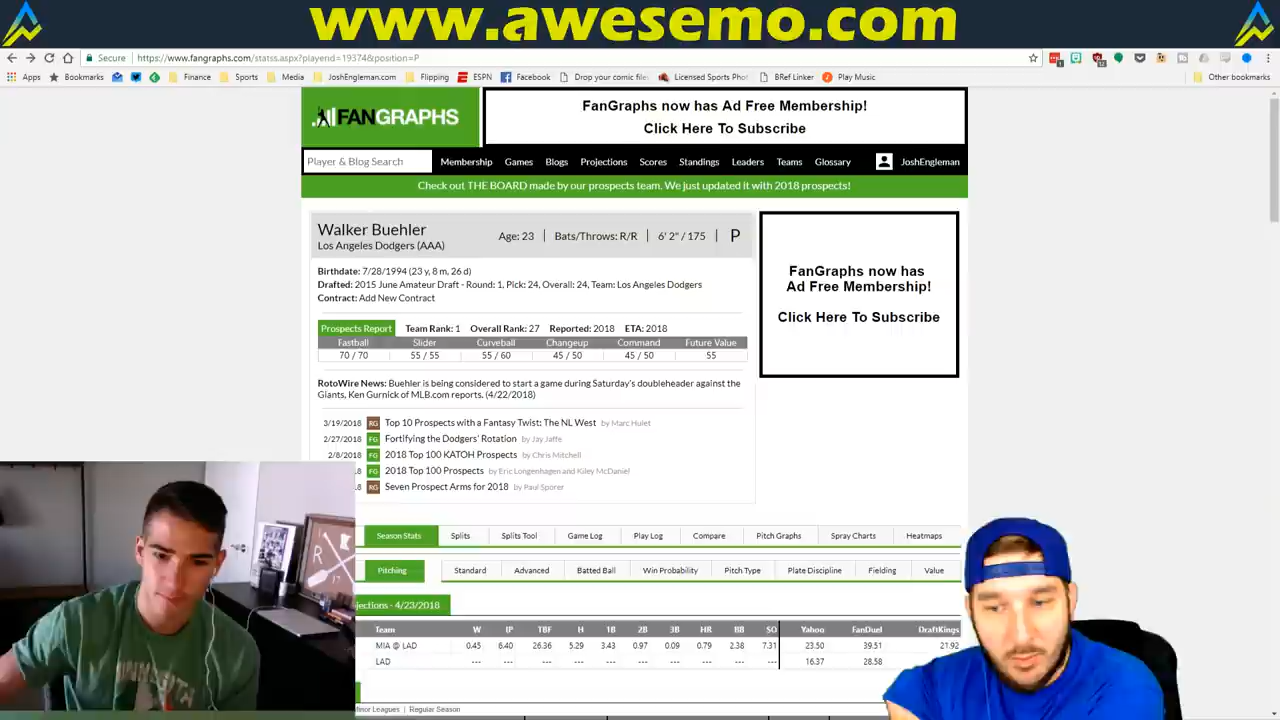 www.awesemo.com
Secure https://www.fangraphs.com/statss.aspx?playerid=19374&position=P
Apps Bookmarks Finance Sports Media JoshEngleman.com Flipping ESPN Facebook Drop your comic files Licensed Sports Phot BRef Linker Play Music Other bookmarks
FANGRAPHS
FanGraphs now has Ad Free Membership!
Click Here To Subscribe
Player & Blog Search Membership Games Blogs Projections Scores Standings Leaders Teams Glossary JoshEngleman
Check out THE BOARD made by our prospects team. We just updated it with 2018 prospects!
Walker Buehler
Los Angeles Dodgers (AAA)
Age: 23 Bats/Throws: R/R 6' 2" / 175 P
Birthdate: 7/28/1994 (23 y, 8 m, 26 d)
Drafted: 2015 June Amateur Draft - Round: 1, Pick: 24, Overall: 24, Team: Los Angeles Dodgers
Contract: Add New Contract
FanGraphs now has
Ad Free Membership!
Click Here To Subscribe
Prospects Report Team Rank: 1 Overall Rank: 27 Reported: 2018 ETA: 2018
Fastball Slider Curveball Changeup Command Future Value
70 / 70 55 / 55 55 / 60 45 / 50 45 / 50 55
RotoWire News: Buehler is being considered to start a game during Saturday's doubleheader against the
Giants, Ken Gurnick of MLB.com reports. (4/22/2018)
3/19/2018 RG Top 10 Prospects with a Fantasy Twist: The NL West by Marc Hulet
2/27/2018 FG Fortifying the Dodgers' Rotation by Jay Jaffe
2/8/2018 FG 2018 Top 100 KATOH Prospects by Chris Mitchell
18 FG 2018 Top 100 Prospects by Eric Longenhagen and Kiley McDaniel
18 RG Seven Prospect Arms for 2018 by Paul Sporer
Season Stats Splits Splits Tool Game Log Play Log Compare Pitch Graphs Spray Charts Heatmaps
Pitching Standard Advanced Batted Ball Win Probability Pitch Type Plate Discipline Fielding Value
jections - 4/23/2018
Team W IP TBF H 1B 2B 3B HR BB SO Yahoo FanDuel DraftKings
MIA @ LAD 0.45 6.40 26.36 5.29 3.43 0.97 0.09 0.79 2.38 7.31 23.50 39.51 21.92
LAD --- --- --- --- --- --- --- --- --- --- 16.37 28.58
inor Leagues | Regular Season
R
17